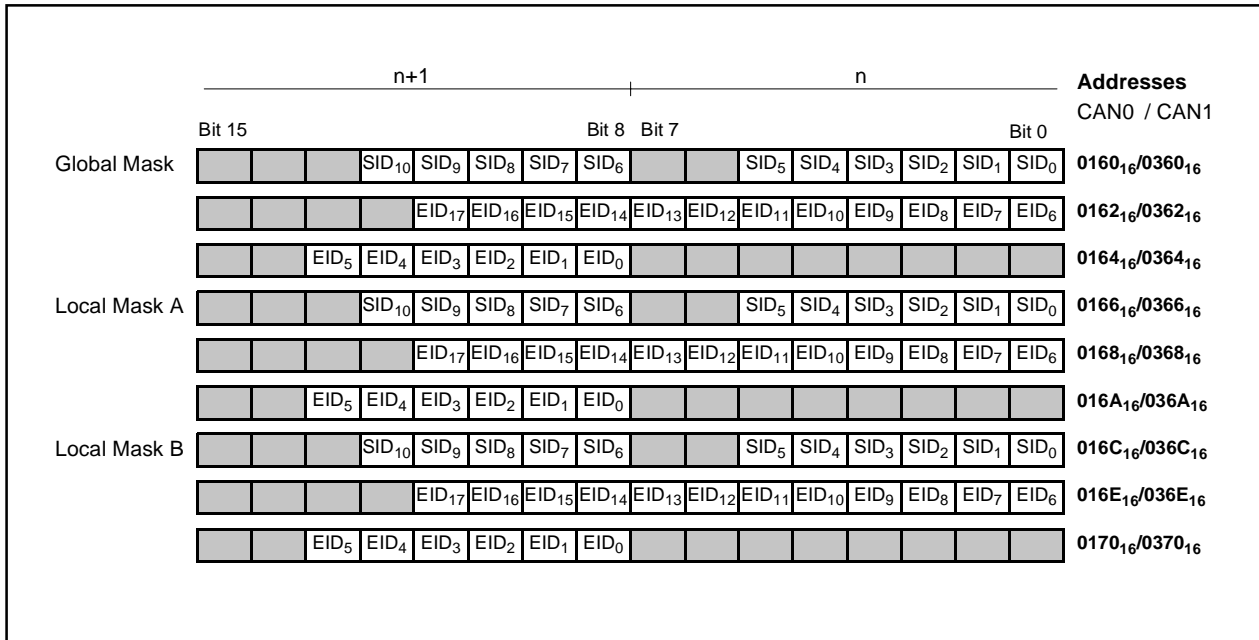 n+1 n Addresses
CAN0 / CAN1
Bit 15 Bit 8 Bit 7 Bit 0
Global Mask SID₁₀ SID₉ SID₈ SID₇ SID₆ SID₅ SID₄ SID₃ SID₂ SID₁ SID₀ 0160₁₆/0360₁₆
EID₁₇ EID₁₆ EID₁₅ EID₁₄ EID₁₃ EID₁₂ EID₁₁ EID₁₀ EID₉ EID₈ EID₇ EID₆ 0162₁₆/0362₁₆
EID₅ EID₄ EID₃ EID₂ EID₁ EID₀ 0164₁₆/0364₁₆
Local Mask A SID₁₀ SID₉ SID₈ SID₇ SID₆ SID₅ SID₄ SID₃ SID₂ SID₁ SID₀ 0166₁₆/0366₁₆
EID₁₇ EID₁₆ EID₁₅ EID₁₄ EID₁₃ EID₁₂ EID₁₁ EID₁₀ EID₉ EID₈ EID₇ EID₆ 0168₁₆/0368₁₆
EID₅ EID₄ EID₃ EID₂ EID₁ EID₀ 016A₁₆/036A₁₆
Local Mask B SID₁₀ SID₉ SID₈ SID₇ SID₆ SID₅ SID₄ SID₃ SID₂ SID₁ SID₀ 016C₁₆/036C₁₆
EID₁₇ EID₁₆ EID₁₅ EID₁₄ EID₁₃ EID₁₂ EID₁₁ EID₁₀ EID₉ EID₈ EID₇ EID₆ 016E₁₆/036E₁₆
EID₅ EID₄ EID₃ EID₂ EID₁ EID₀ 0170₁₆/0370₁₆